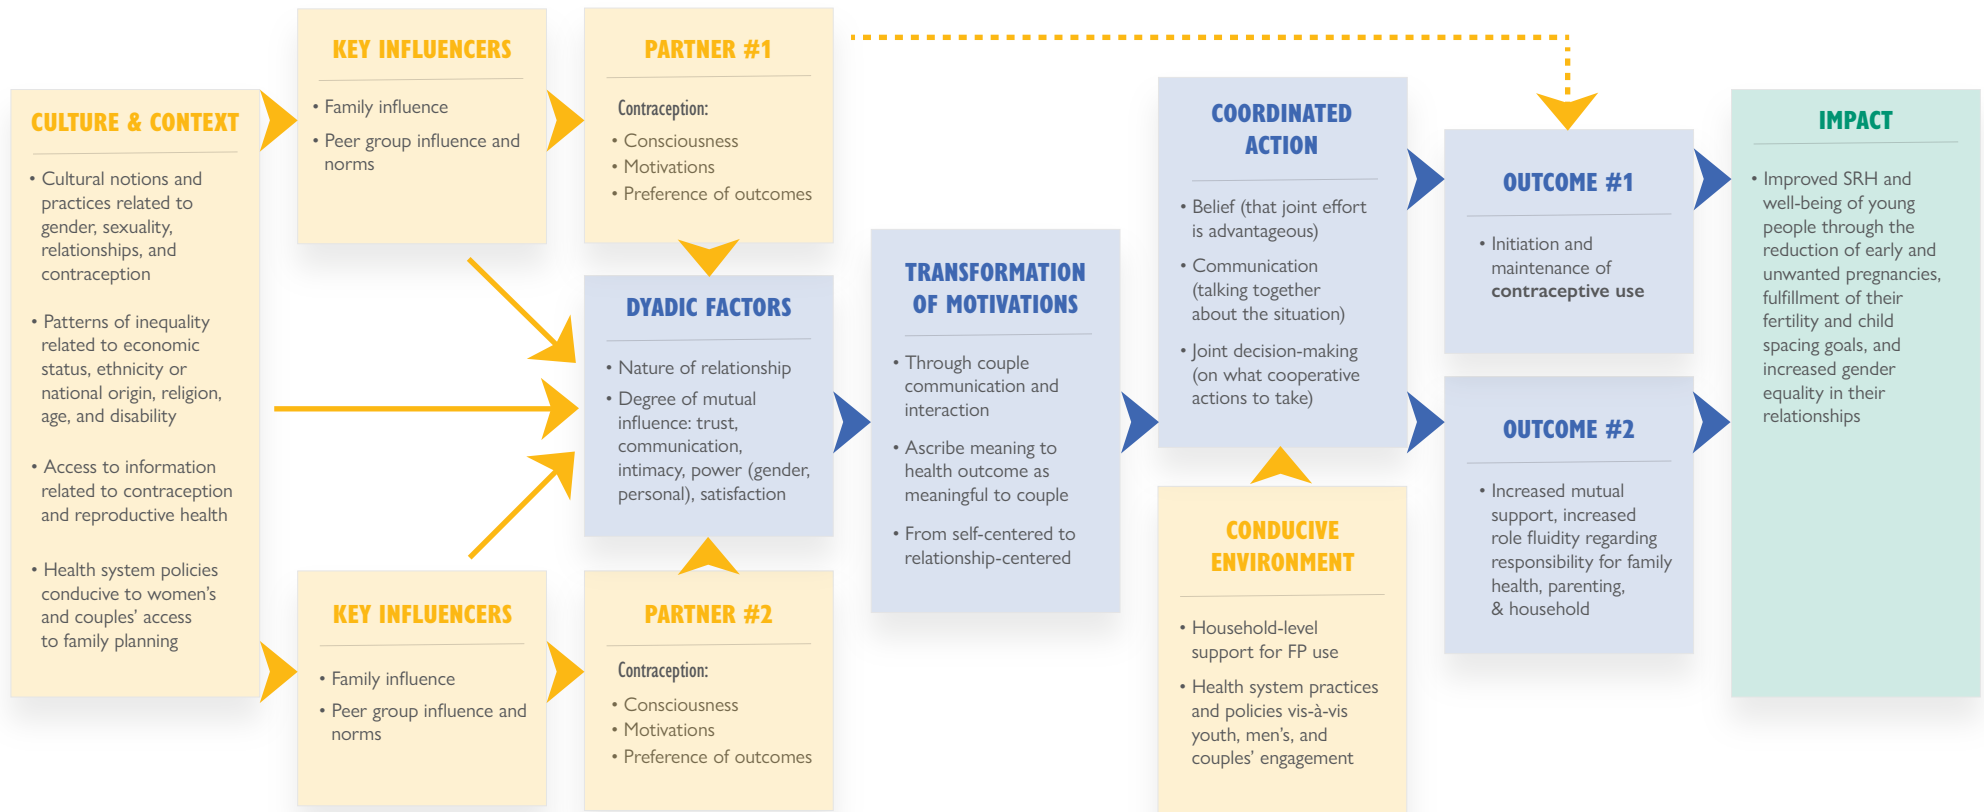 CULTURE & CONTEXT
• Cultural notions and
practices related to
gender, sexuality,
relationships, and
contraception
• Patterns of inequality
related to economic
status, ethnicity or
national origin, religion,
age, and disability
• Access to information
related to contraception
and reproductive health
• Health system policies
conducive to women’s
and couples’ access
to family planning
KEY INFLUENCERS
• Family influence
• Peer group influence and
norms
KEY INFLUENCERS
• Family influence
• Peer group influence and
norms
PARTNER #1
Contraception:
• Consciousness
• Motivations
• Preference of outcomes
DYADIC FACTORS
• Nature of relationship
• Degree of mutual
influence: trust,
communication,
intimacy, power (gender,
personal), satisfaction
PARTNER #2
Contraception:
• Consciousness
• Motivations
• Preference of outcomes
TRANSFORMATION
OF MOTIVATIONS
• Through couple
communication and
interaction
• Ascribe meaning to
health outcome as
meaningful to couple
• From self-centered to
relationship-centered
COORDINATED
ACTION
• Belief (that joint effort
is advantageous)
• Communication
(talking together
about the situation)
• Joint decision-making
(on what cooperative
actions to take)
CONDUCIVE
ENVIRONMENT
• Household-level
support for FP use
• Health system practices
and policies vis-à-vis
youth, men’s, and
couples’ engagement
OUTCOME #1
• Initiation and
maintenance of
contraceptive use
OUTCOME #2
• Increased mutual
support, increased
role fluidity regarding
responsibility for family
health, parenting,
& household
IMPACT
• Improved SRH and
well-being of young
people through the
reduction of early and
unwanted pregnancies,
fulfillment of their
fertility and child
spacing goals, and
increased gender
equality in their
relationships